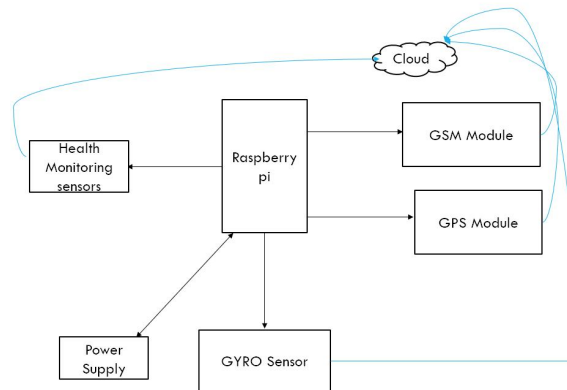 Cloud
GSM Module
Health
Monitoring
sensors
Raspberry
pi
GPS Module
Power
Supply
GYRO Sensor